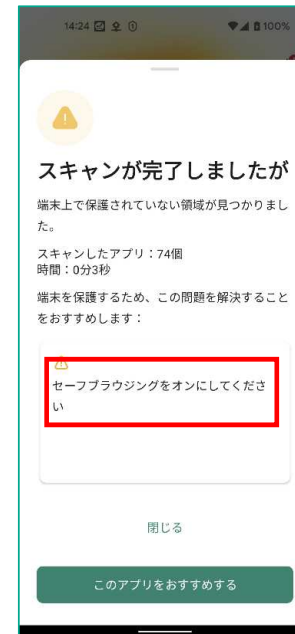 14:24
100%
スキャンが完了しましたが
端末上で保護されていない領域が見つかりまし
た。
スキャンしたアプリ：74個
時間：0分3秒
端末を保護するため、この問題を解決すること
をおすすめします：
セーフブラウジングをオンにしてくださ
い
閉じる
このアプリをおすすめする